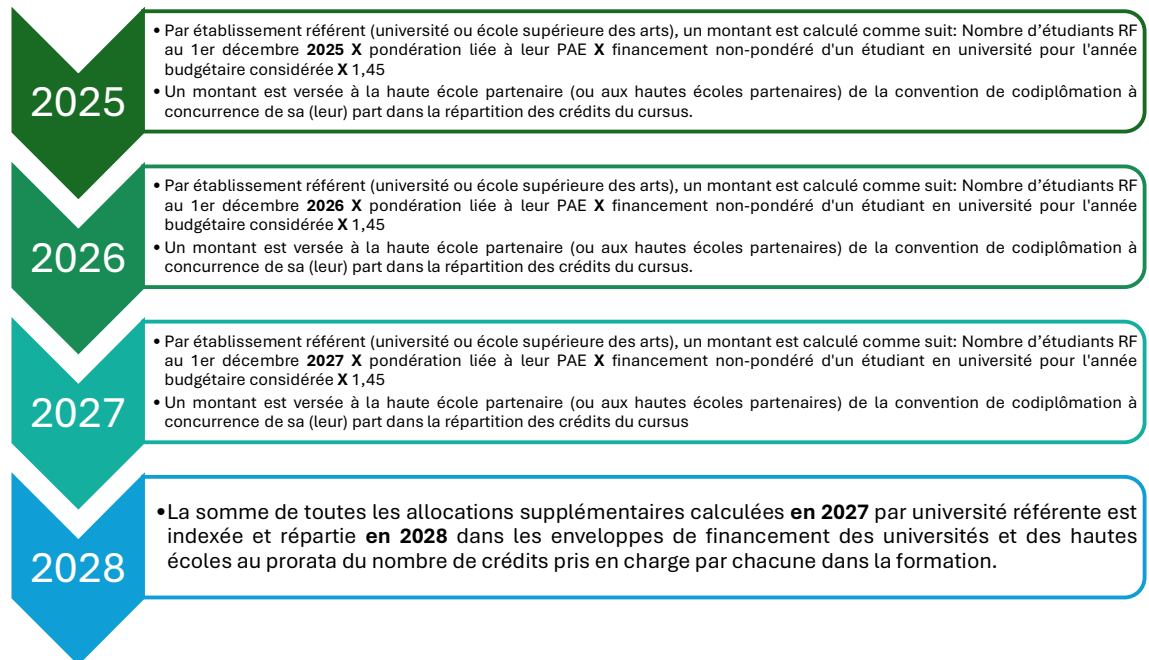 2025
• Par établissement référent (université ou école supérieure des arts), un montant est calculé comme suit: Nombre d’étudiants RF
au 1er décembre 2025 X pondération liée à leur PAE X financement non-pondéré d'un étudiant en université pour l'année
budgétaire considérée X 1,45
• Un montant est versée à la haute école partenaire (ou aux hautes écoles partenaires) de la convention de codiplômation à
concurrence de sa (leur) part dans la répartition des crédits du cursus.
2026
• Par établissement référent (université ou école supérieure des arts), un montant est calculé comme suit: Nombre d’étudiants RF
au 1er décembre 2026 X pondération liée à leur PAE X financement non-pondéré d'un étudiant en université pour l'année
budgétaire considérée X 1,45
• Un montant est versée à la haute école partenaire (ou aux hautes écoles partenaires) de la convention de codiplômation à
concurrence de sa (leur) part dans la répartition des crédits du cursus.
2027
• Par établissement référent (université ou école supérieure des arts), un montant est calculé comme suit: Nombre d’étudiants RF
au 1er décembre 2027 X pondération liée à leur PAE X financement non-pondéré d'un étudiant en université pour l'année
budgétaire considérée X 1,45
• Un montant est versée à la haute école partenaire (ou aux hautes écoles partenaires) de la convention de codiplômation à
concurrence de sa (leur) part dans la répartition des crédits du cursus
2028
•La somme de toutes les allocations supplémentaires calculées en 2027 par université référente est
indexée et répartie en 2028 dans les enveloppes de financement des universités et des hautes
écoles au prorata du nombre de crédits pris en charge par chacune dans la formation.